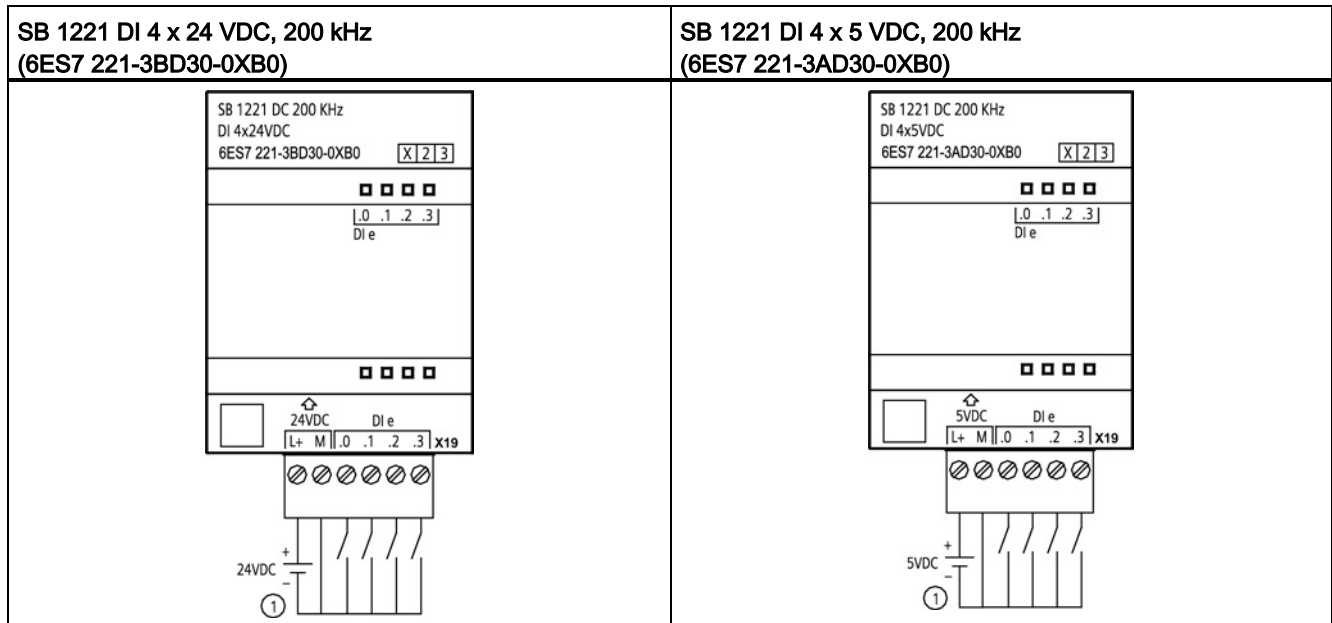 SB 1221 DI 4 x 24 VDC, 200 kHz
(6ES7 221-3BD30-0XB0)
SB 1221 DI 4 x 5 VDC, 200 kHz
(6ES7 221-3AD30-0XB0)
SB 1221 DC 200 KHz
DI 4x24VDC
6ES7 221-3BD30-0XB0 X 2 3
.0 .1 .2 .3
DI e
24VDC DI e
L+ M .0 .1 .2 .3 X19
+
24VDC
–
1
SB 1221 DC 200 KHz
DI 4x5VDC
6ES7 221-3AD30-0XB0 X 2 3
.0 .1 .2 .3
DI e
5VDC DI e
L+ M .0 .1 .2 .3 X19
+
5VDC
–
1